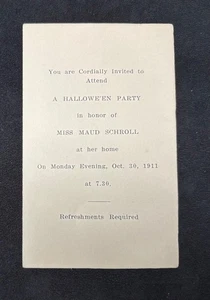 You are Cordially Invited to
Attend
A HALLOWE'EN PARTY
in honor of
MISS MAUD SCHROLL
at her home
On Monday Evening, Oct. 30, 1911
at 7.30.
Refreshments Required